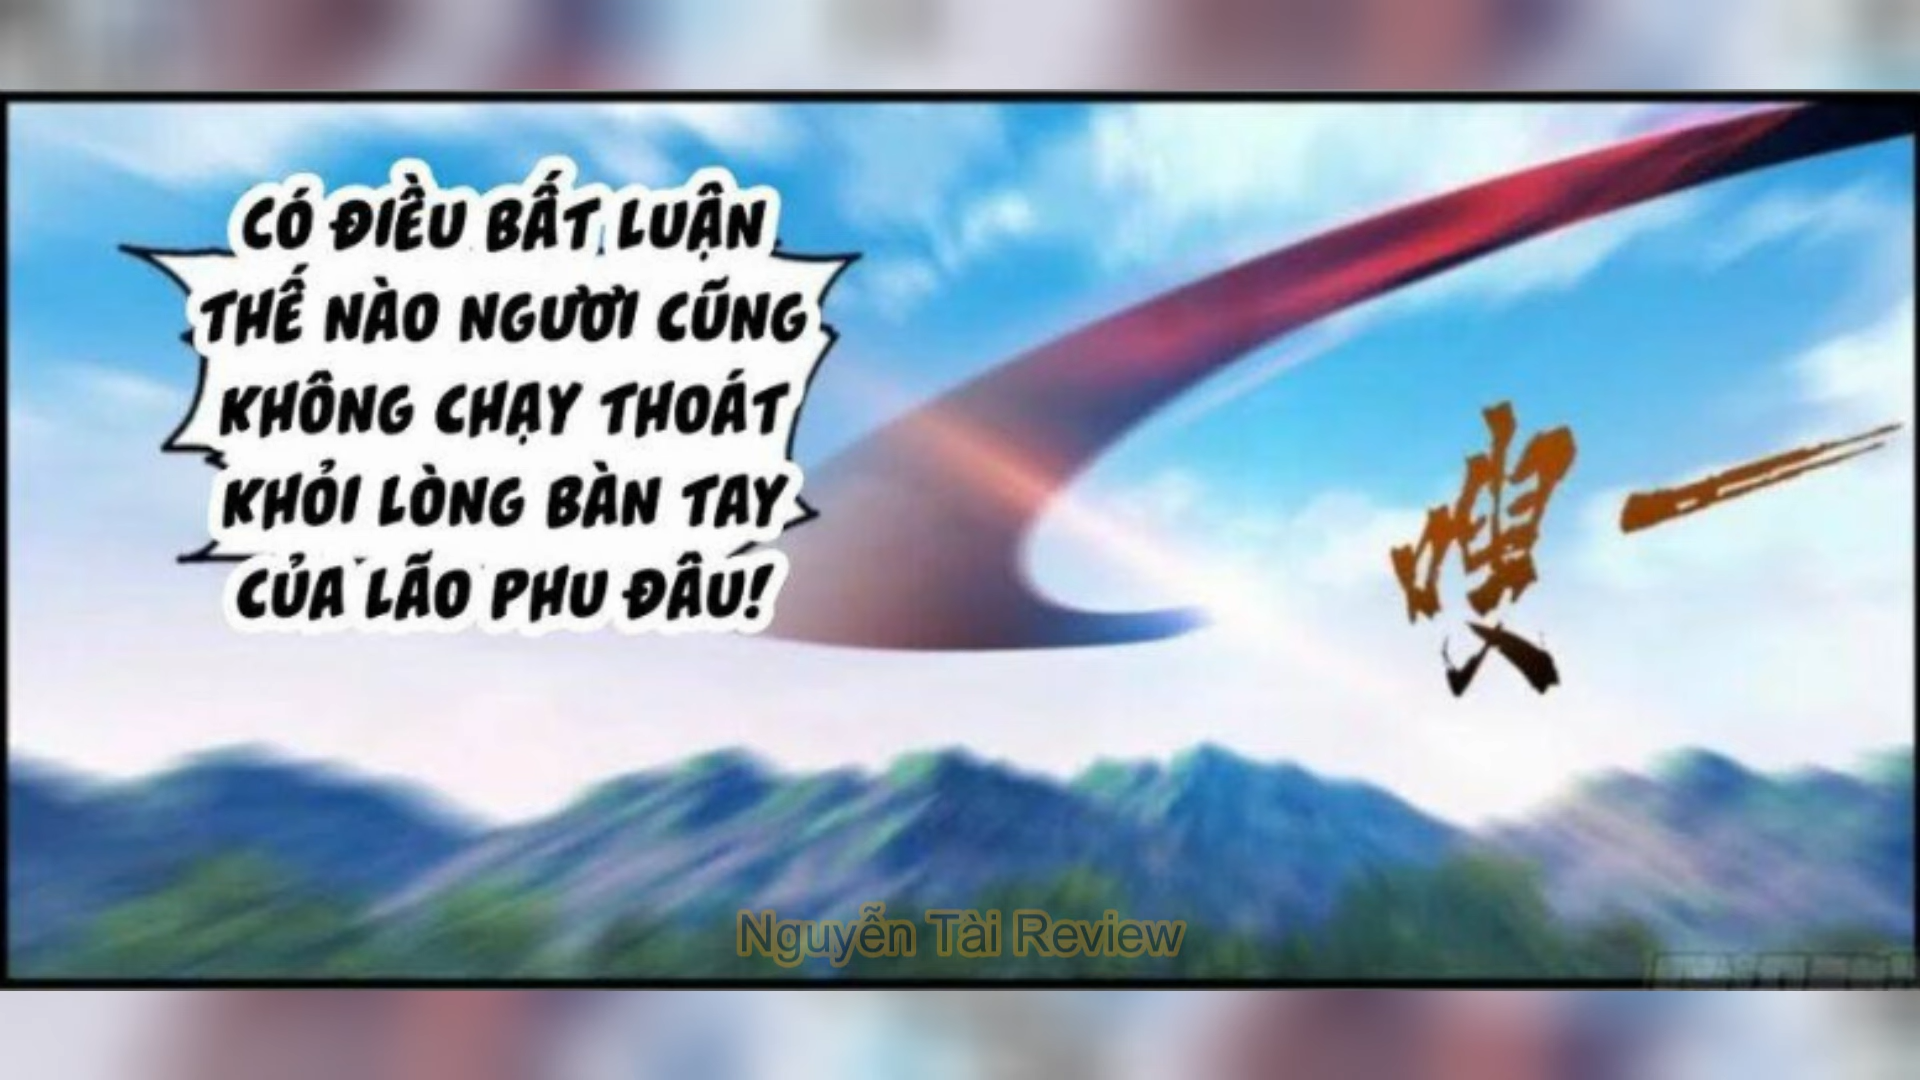 CÓ ĐIỀU BẤT LUẬN
THẾ NÀO NGƯƠI CŨNG
KHÔNG CHẠY THOÁT
KHỎI LÒNG BÀN TAY
CỦA LÃO PHU ĐÂU!
嗖一
Nguyễn Tài Review